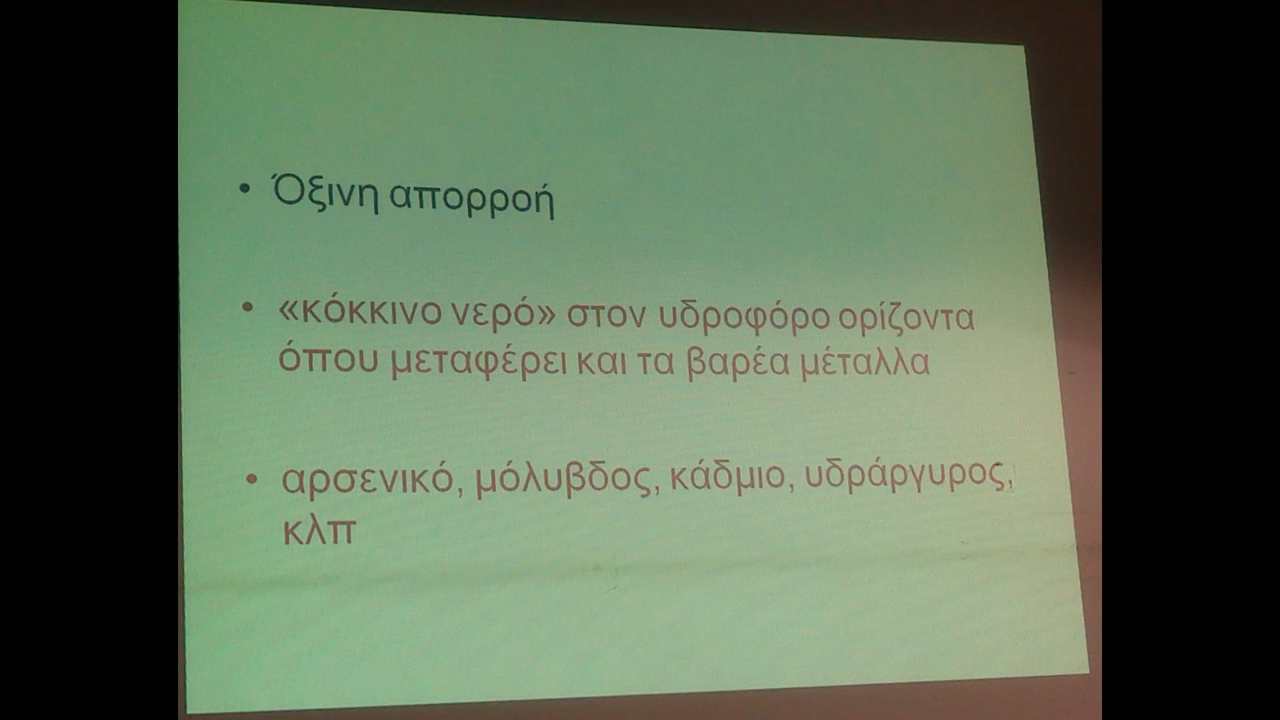 • Όξινη απορροή
• «κόκκινο νερό» στον υδροφόρο ορίζοντα
όπου μεταφέρει και τα βαρέα μέταλλα
• αρσενικό, μόλυβδος, κάδμιο, υδράργυρος,
κλπ